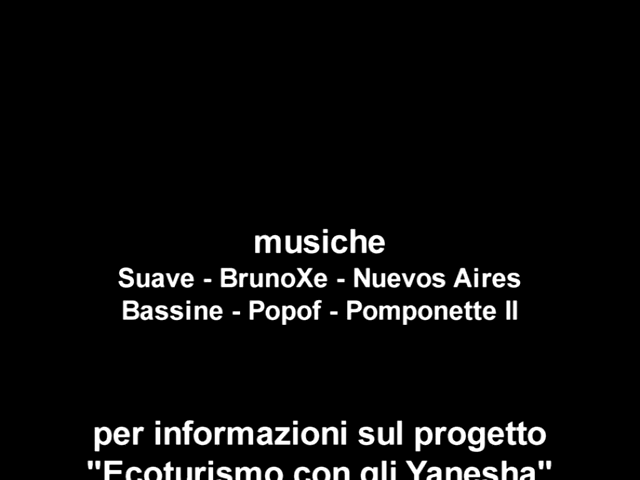 musiche
Suave - BrunoXe - Nuevos Aires
Bassine - Popof - Pomponette II
per informazioni sul progetto
"Ecoturismo con gli Yanesha"